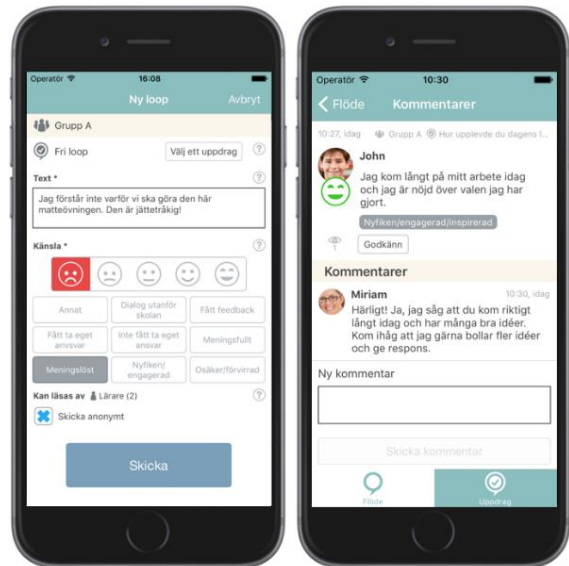 Operatör 16:08
Ny loop Avbryt
Grupp A
Fri loop Välj ett uppdrag ?
Text * ?
Jag förstår inte varför vi ska göra den här
matteövningen. Den är jättetråkig!
Känsla * ?
Annat Dialog utanför skolan Fått feedback
Fått ta eget ansvar Inte fått ta eget ansvar Meningsfullt
Meningslöst Nyfiken/ engagerad Osäker/förvirrad
Kan läsas av Lärare (2) ?
Skicka anonymt
Skicka
Operatör 10:30
Flöde Kommentarer
10:27, idag Grupp A Hur upplevde du dagens l...
John
Jag kom långt på mitt arbete idag
och jag är nöjd över valen jag har
gjort.
Nyfiken/engagerad/inspirerad
1 Godkänn
Kommentarer
Miriam 10:30, idag
Härligt! Ja, jag såg att du kom riktigt
långt idag och har många bra idéer.
Kom ihåg att jag gärna bollar fler idéer
och ge respons.
Ny kommentar
Skicka kommentar
Flöde Uppdrag